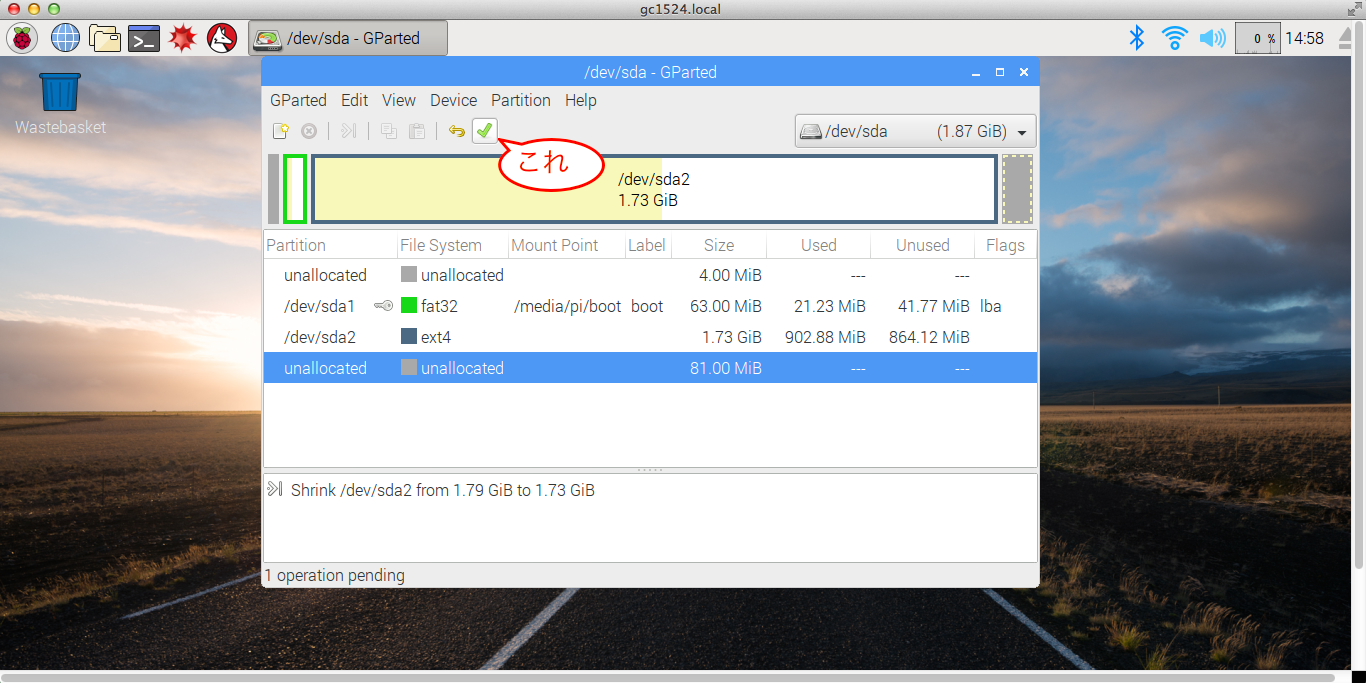 gc1524.local
/dev/sda - GParted
0 %
14:58
Wastebasket
/dev/sda - GParted
GParted Edit View Device Partition Help
/dev/sda (1.87 GiB)
これ
/dev/sda2
1.73 GiB
Partition File System Mount Point Label Size Used Unused Flags
unallocated unallocated 4.00 MiB --- ---
/dev/sda1 fat32 /media/pi/boot boot 63.00 MiB 21.23 MiB 41.77 MiB lba
/dev/sda2 ext4 1.73 GiB 902.88 MiB 864.12 MiB
unallocated unallocated 81.00 MiB --- ---
Shrink /dev/sda2 from 1.79 GiB to 1.73 GiB
1 operation pending